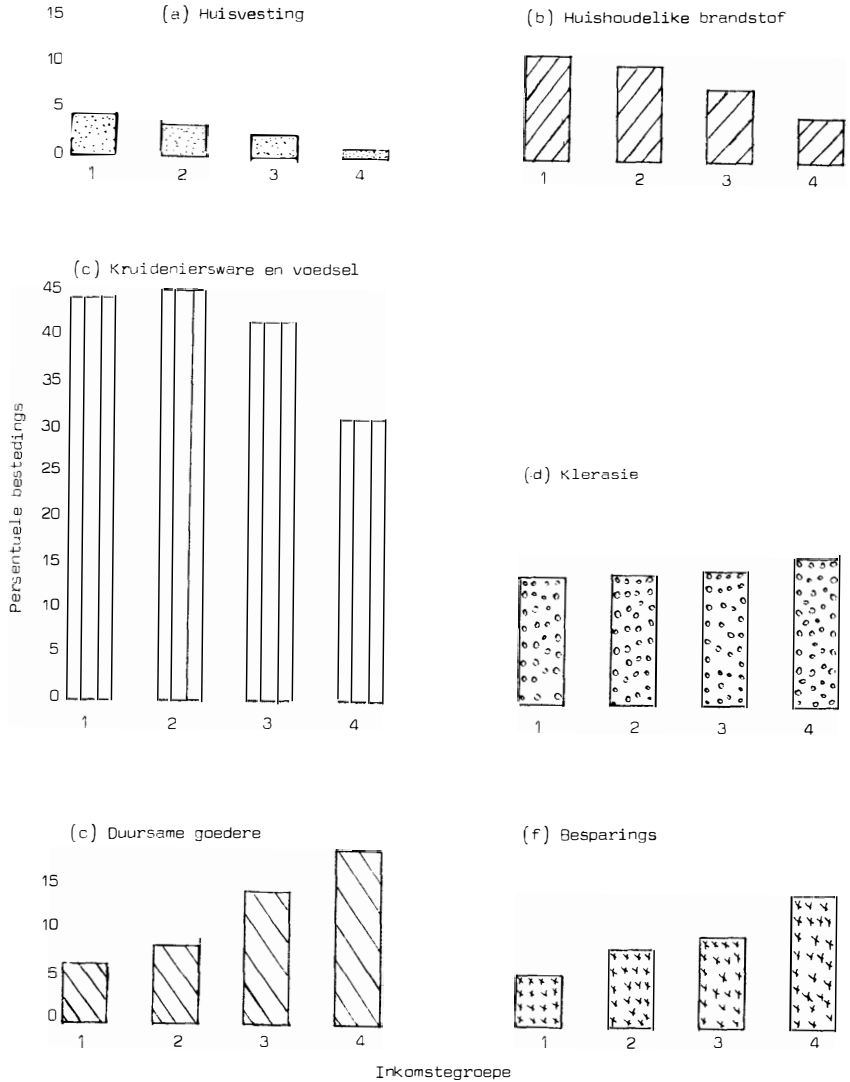 (a) Huisvesting
15
10
5
0
1 2 3 4
(b) Huishoudelike brandstof
1 2 3 4
(c) Kruideniersware en voedsel
Persentuele bestedings
45
40
35
30
25
20
15
10
5
0
1 2 3 4
(d) Klerasie
1 2 3 4
(c) Duursame goedere
15
10
5
0
1 2 3 4
(f) Besparings
1 2 3 4
Inkomstegroepe